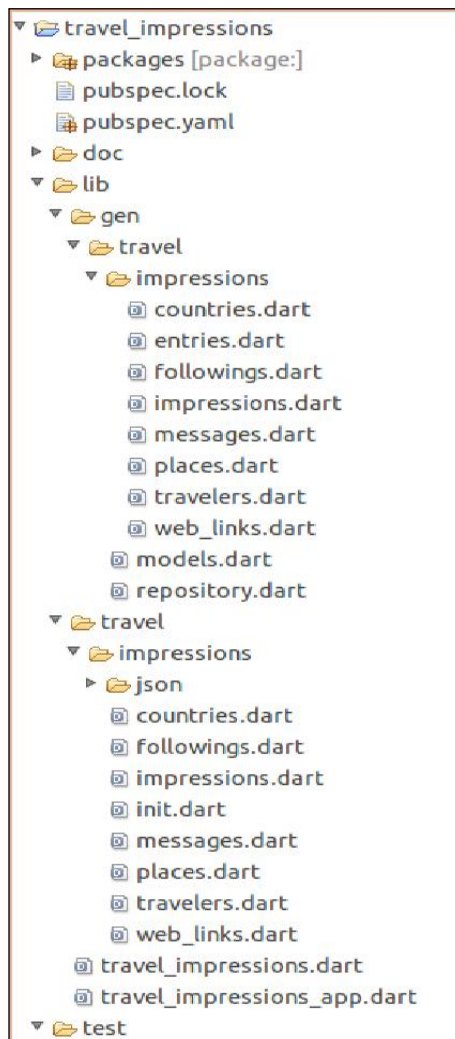 travel_impressions
packages [package:]
pubspec.lock
pubspec.yaml
doc
lib
gen
travel
impressions
countries.dart
entries.dart
followings.dart
impressions.dart
messages.dart
places.dart
travelers.dart
web_links.dart
models.dart
repository.dart
travel
impressions
json
countries.dart
followings.dart
impressions.dart
init.dart
messages.dart
places.dart
travelers.dart
web_links.dart
travel_impressions.dart
travel_impressions_app.dart
test